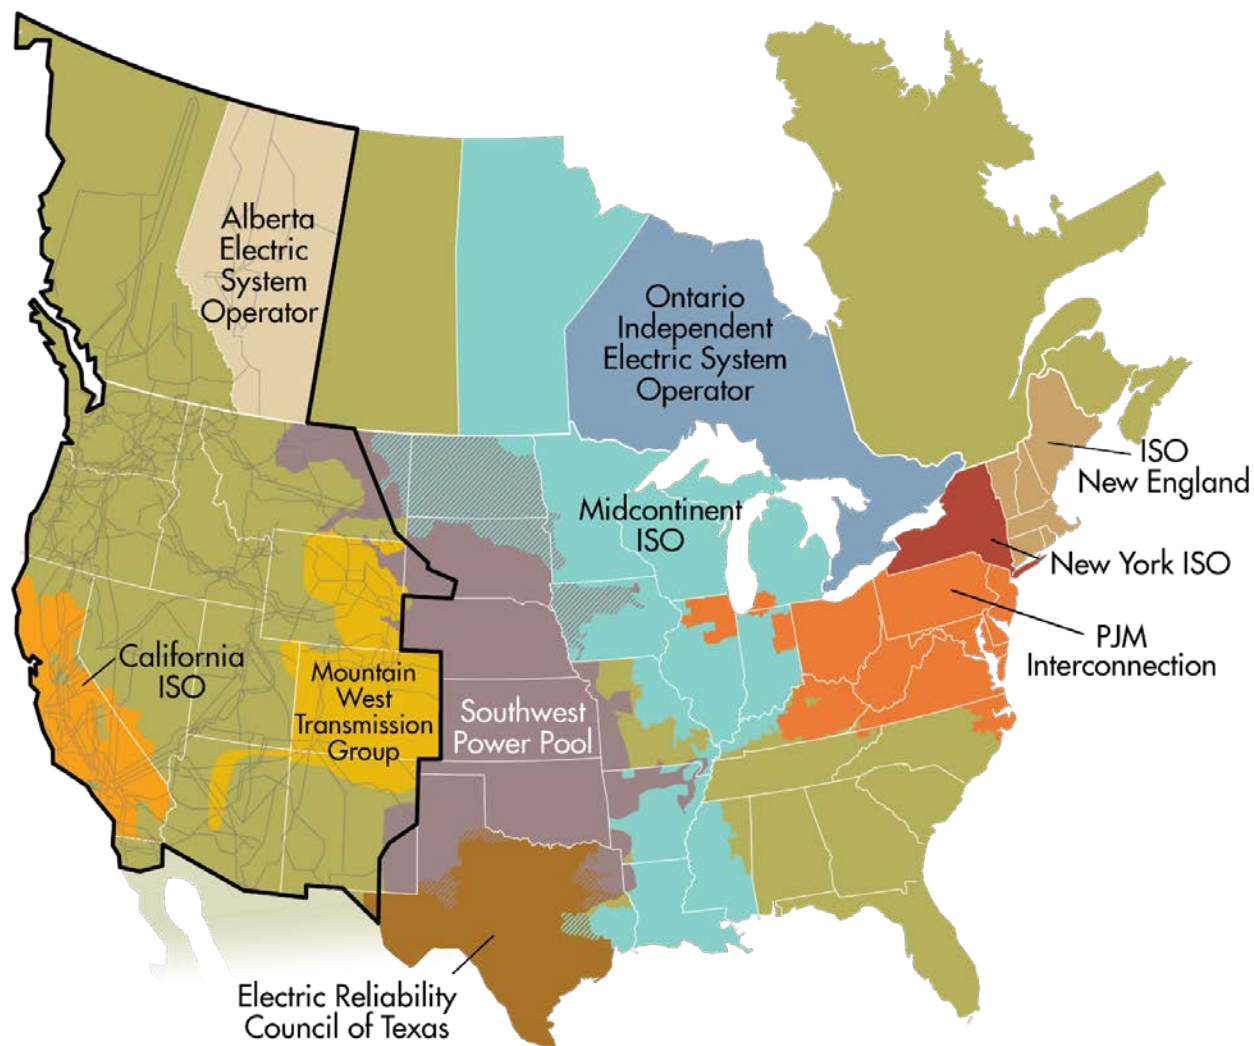 Alberta
Electric
System
Operator
Ontario
Independent
Electric System
Operator
ISO
New England
Midcontinent
ISO
New York ISO
PJM
Interconnection
California
ISO
Mountain
West
Transmission
Group
Southwest
Power Pool
Electric Reliability
Council of Texas